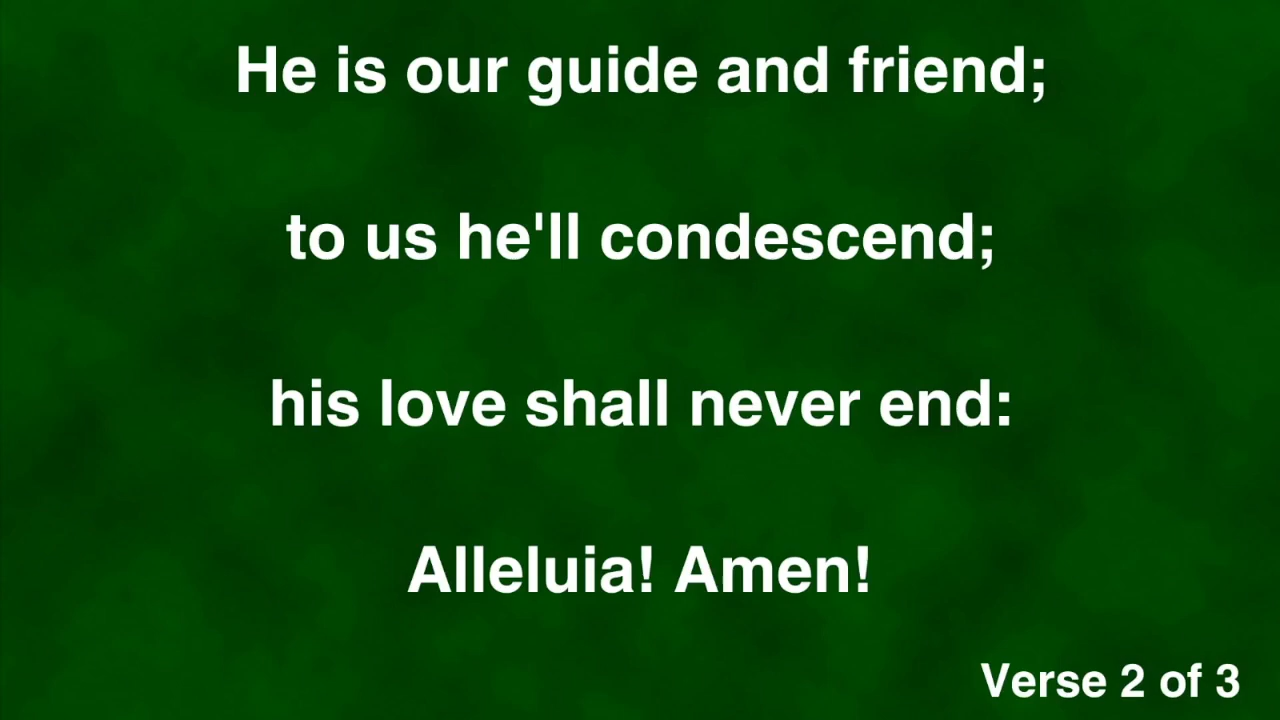 He is our guide and friend;
to us he'll condescend;
his love shall never end:
Alleluia! Amen!
Verse 2 of 3